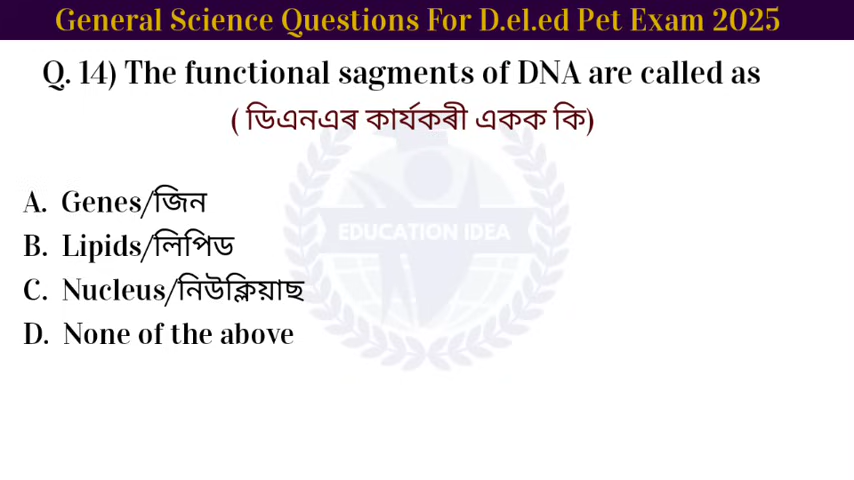 General Science Questions For D.el.ed Pet Exam 2025
Q. 14) The functional sagments of DNA are called as
( ডিএনএৰ কাৰ্যকৰী একক কি)
A. Genes/জিন
B. Lipids/লিপিড
EDUCATION IDEA
C. Nucleus/নিউক্লিয়াছ
D. None of the above